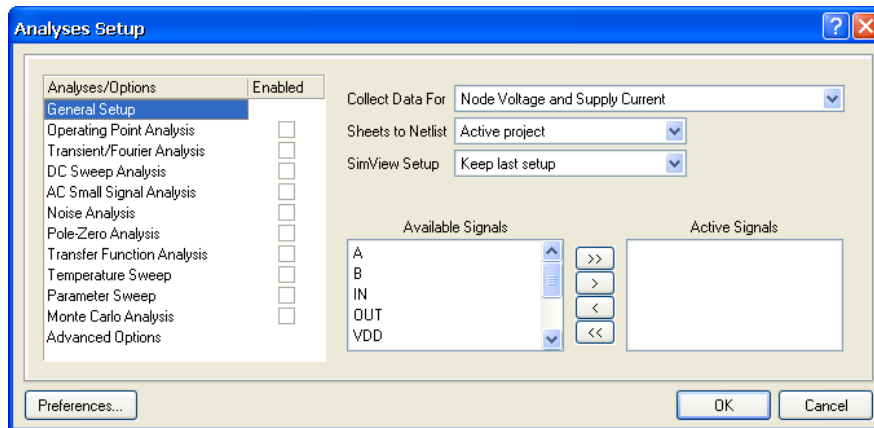 Analyses Setup
Analyses/Options Enabled
General Setup
Operating Point Analysis
Transient/Fourier Analysis
DC Sweep Analysis
AC Small Signal Analysis
Noise Analysis
Pole-Zero Analysis
Transfer Function Analysis
Temperature Sweep
Parameter Sweep
Monte Carlo Analysis
Advanced Options
Collect Data For Node Voltage and Supply Current
Sheets to Netlist Active project
SimView Setup Keep last setup
Available Signals
A
B
IN
OUT
VDD
>>
>
<
<<
Active Signals
Preferences...
OK
Cancel